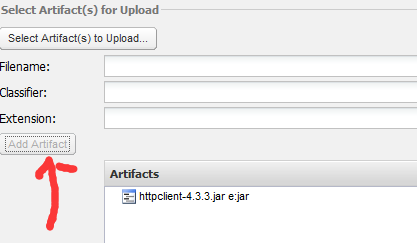 Select Artifact(s) for Upload
Select Artifact(s) to Upload...
Filename:
Classifier:
Extension:
Add Artifact
Artifacts
httpclient-4.3.3.jar e:jar